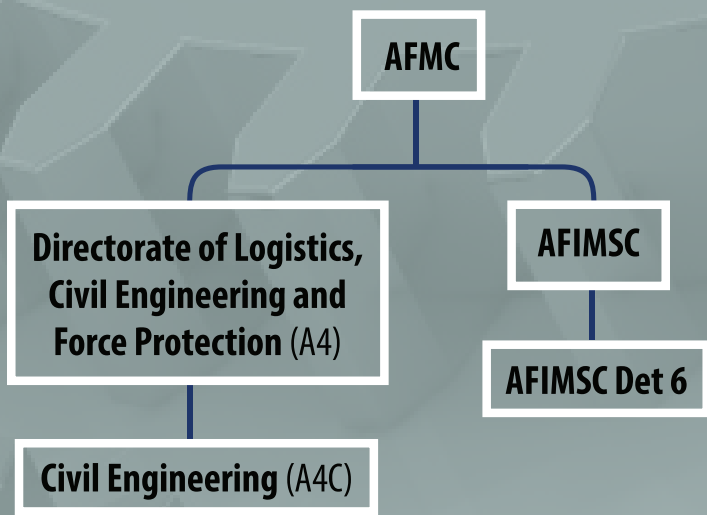 AFMC
Directorate of Logistics,
Civil Engineering and
Force Protection (A4)
AFIMSC
AFIMSC Det 6
Civil Engineering (A4C)